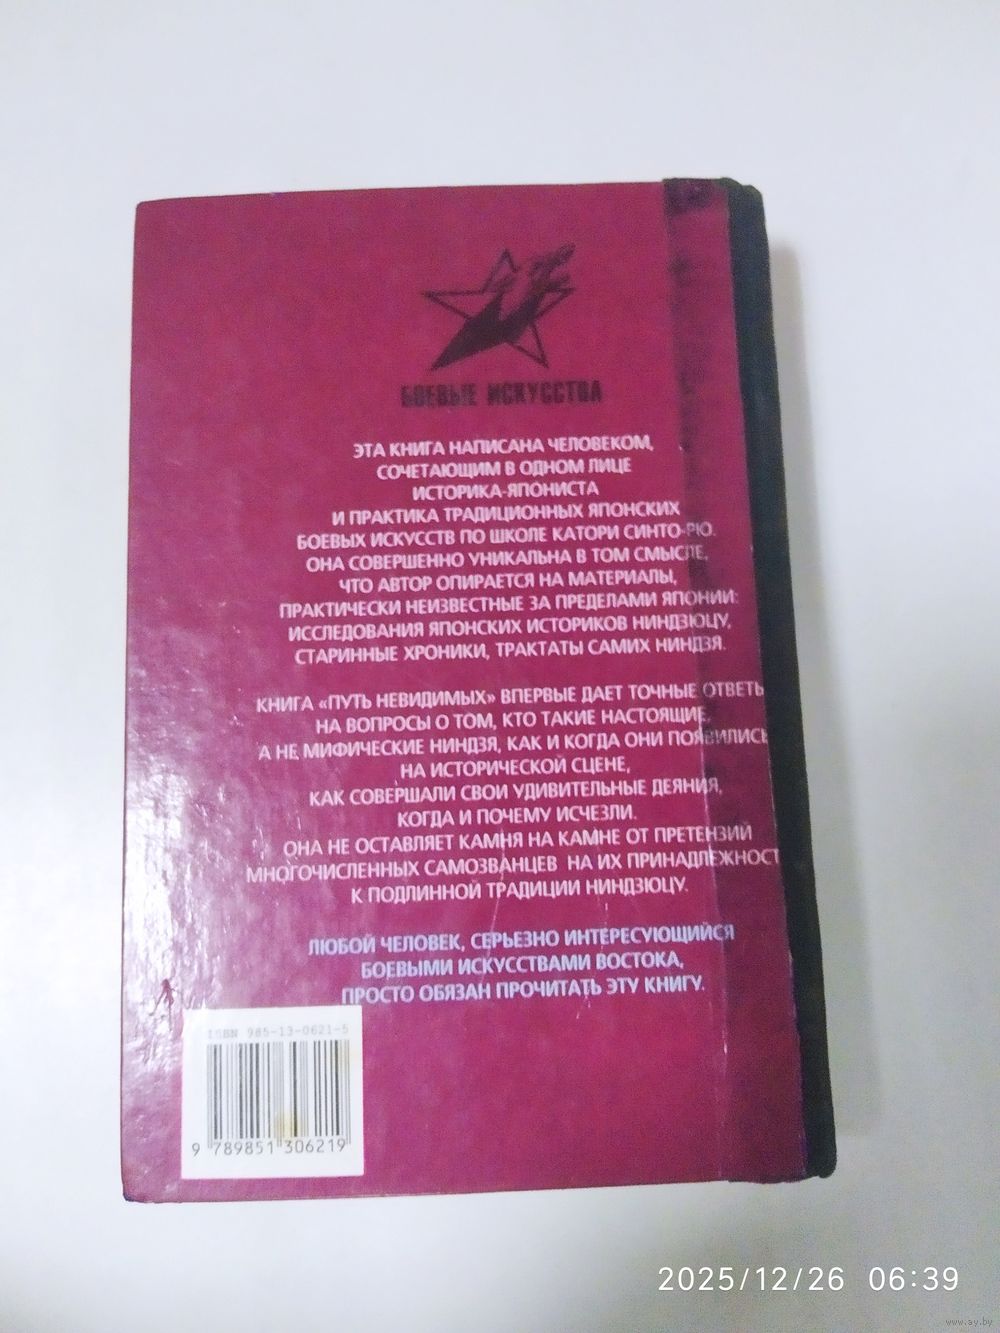 БОЕВЫЕ ИСКУССТВА
ЭТА КНИГА НАПИСАНА ЧЕЛОВЕКОМ,
СОЧЕТАЮЩИМ В ОДНОМ ЛИЦЕ
ИСТОРИКА-ЯПОНИСТА
И ПРАКТИКА ТРАДИЦИОННЫХ ЯПОНСКИХ
БОЕВЫХ ИСКУССТВ ПО ШКОЛЕ КАТОРИ СИНТО-РЮ.
ОНА СОВЕРШЕННО УНИКАЛЬНА В ТОМ СМЫСЛЕ,
ЧТО АВТОР ОПИРАЕТСЯ НА МАТЕРИАЛЫ,
ПРАКТИЧЕСКИ НЕИЗВЕСТНЫЕ ЗА ПРЕДЕЛАМИ ЯПОНИИ:
ИССЛЕДОВАНИЯ ЯПОНСКИХ ИСТОРИКОВ НИНДЗЮЦУ,
СТАРИННЫЕ ХРОНИКИ, ТРАКТАТЫ САМИХ НИНДЗЯ.
КНИГА «ПУТЬ НЕВИДИМЫХ» ВПЕРВЫЕ ДАЕТ ТОЧНЫЕ ОТВЕТЫ
НА ВОПРОСЫ О ТОМ, КТО ТАКИЕ НАСТОЯЩИЕ,
А НЕ МИФИЧЕСКИЕ НИНДЗЯ, КАК И КОГДА ОНИ ПОЯВИЛИСЬ
НА ИСТОРИЧЕСКОЙ СЦЕНЕ,
КАК СОВЕРШАЛИ СВОИ УДИВИТЕЛЬНЫЕ ДЕЯНИЯ,
КОГДА И ПОЧЕМУ ИСЧЕЗЛИ.
ОНА НЕ ОСТАВЛЯЕТ КАМНЯ НА КАМНЕ ОТ ПРЕТЕНЗИЙ
МНОГОЧИСЛЕННЫХ САМОЗВАНЦЕВ НА ИХ ПРИНАДЛЕЖНОСТ
К ПОДЛИННОЙ ТРАДИЦИИ НИНДЗЮЦУ.
ЛЮБОЙ ЧЕЛОВЕК, СЕРЬЕЗНО ИНТЕРЕСУЮЩИЙСЯ
БОЕВЫМИ ИСКУССТВАМИ ВОСТОКА,
ПРОСТО ОБЯЗАН ПРОЧИТАТЬ ЭТУ КНИГУ.
ISBN 985-13-0621-5
9 789851 306219
2025/12/26 06:39
www.ay.by